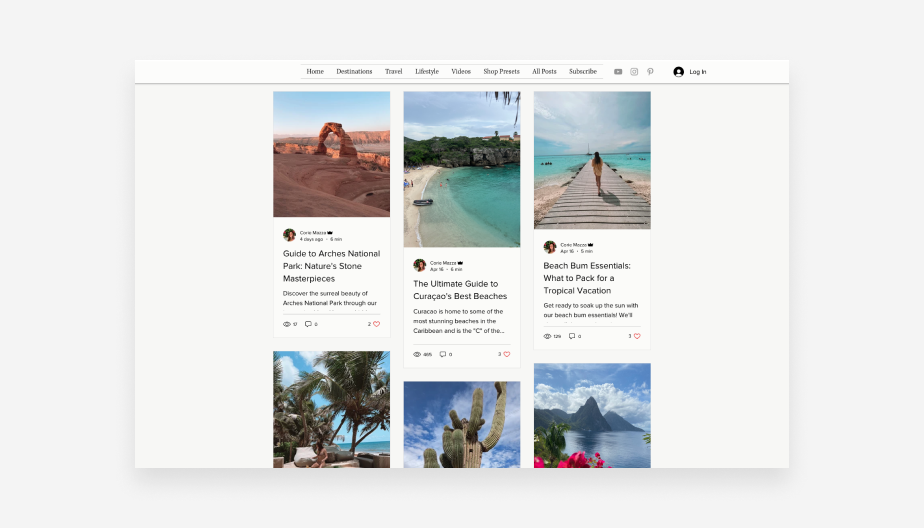 Home Destinations Travel Lifestyle Videos Shop Presets All Posts Subscribe Log In
Corie Mazza
4 days ago · 6 min
Guide to Arches National
Park: Nature's Stone
Masterpieces
Discover the surreal beauty of
Arches National Park through our
17 0 2
Corie Mazza
Apr 16 · 6 min
The Ultimate Guide to
Curaçao's Best Beaches
Curacao is home to some of the
most stunning beaches in the
Caribbean and is the "C" of the...
465 0 3
Corie Mazza
Apr 16 · 5 min
Beach Bum Essentials:
What to Pack for a
Tropical Vacation
Get ready to soak up the sun with
our beach bum essentials! We'll
129 0 3